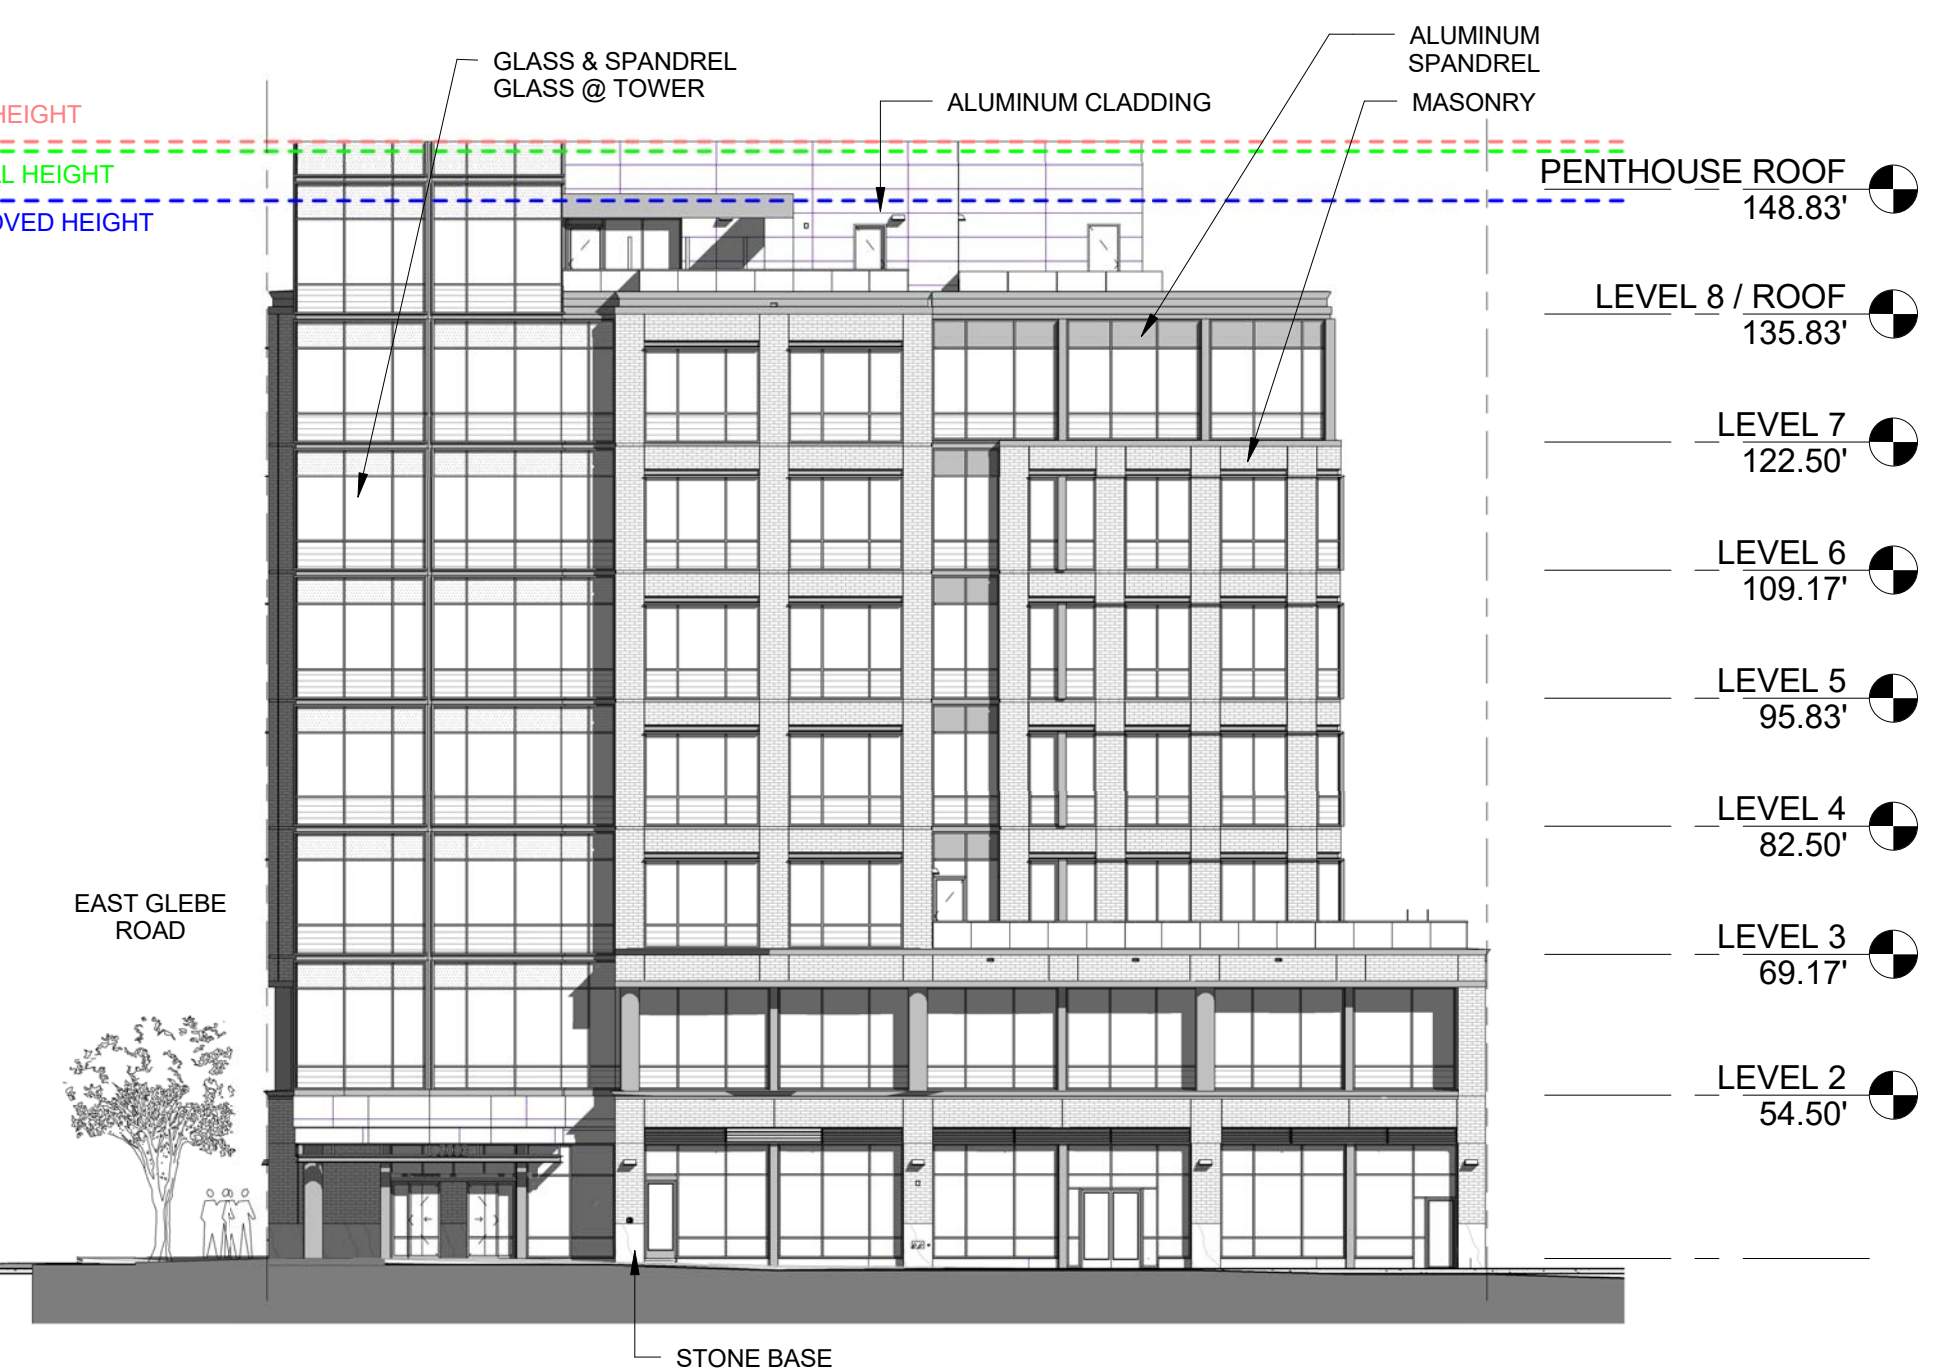 GLASS & SPANDREL
GLASS @ TOWER
ALUMINUM
SPANDREL
ALUMINUM CLADDING
MASONRY
HEIGHT
L HEIGHT
OVED HEIGHT
PENTHOUSE ROOF
148.83'
LEVEL 8 / ROOF
135.83'
LEVEL 7
122.50'
LEVEL 6
109.17'
LEVEL 5
95.83'
LEVEL 4
82.50'
EAST GLEBE
ROAD
LEVEL 3
69.17'
LEVEL 2
54.50'
STONE BASE